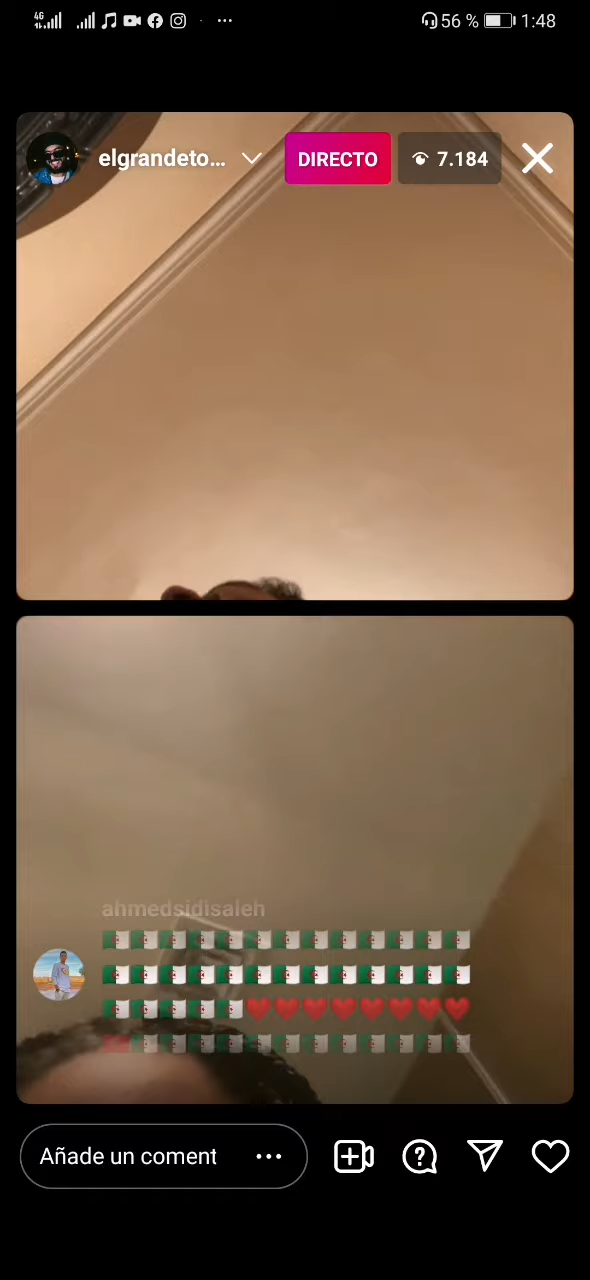 4G 56 % 1:48
elgrandeto... DIRECTO 7.184
ahmedsidisaleh
🇩🇿🇩🇿🇩🇿🇩🇿🇩🇿🇩🇿🇩🇿🇩🇿🇩🇿🇩🇿🇩🇿🇩🇿🇩🇿
🇩🇿🇩🇿🇩🇿🇩🇿🇩🇿🇩🇿🇩🇿🇩🇿🇩🇿🇩🇿🇩🇿🇩🇿🇩🇿
🇩🇿🇩🇿🇩🇿🇩🇿🇩🇿❤️❤️❤️❤️❤️❤️❤️❤️
🇲🇦🇩🇿🇩🇿🇩🇿🇩🇿🇩🇿🇩🇿🇩🇿🇩🇿🇩🇿🇩🇿🇩🇿🇩🇿
Añade un coment